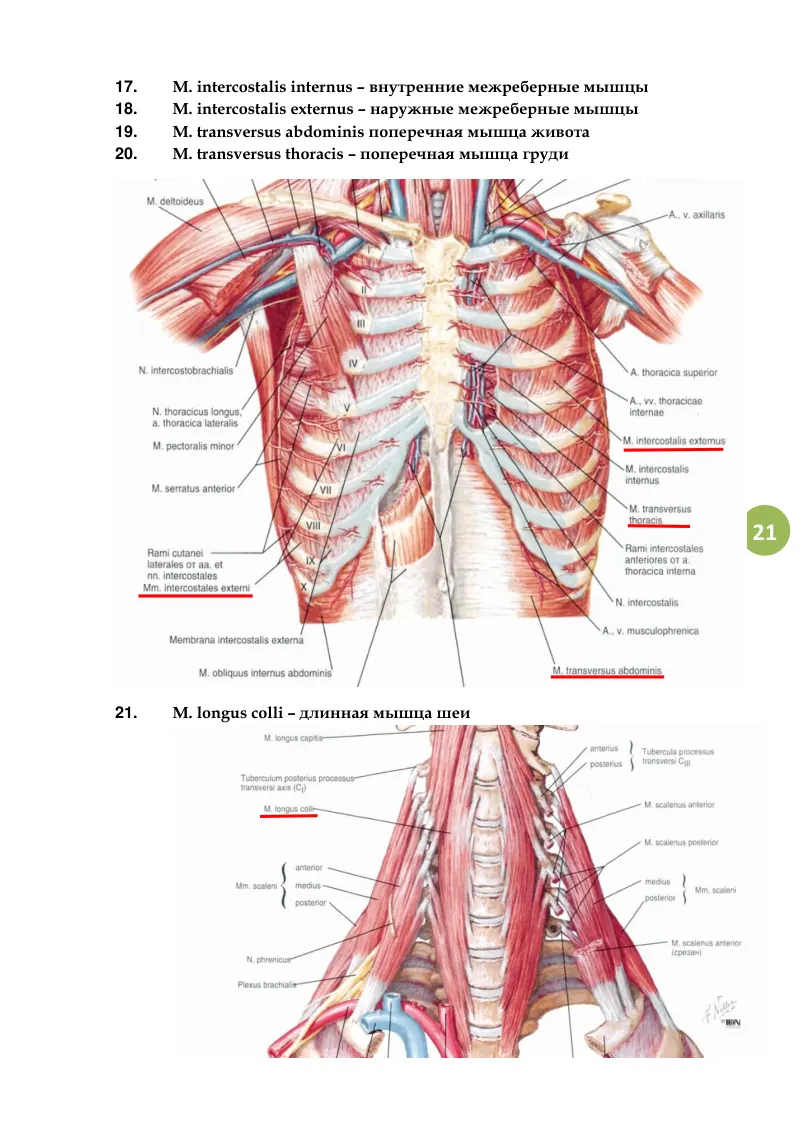 17. M. intercostalis internus – внутренние межреберные мышцы
18. M. intercostalis externus – наружные межреберные мышцы
19. M. transversus abdominis поперечная мышца живота
20. M. transversus thoracis – поперечная мышца груди
M. deltoideus
A., v. axillaris
I
II
III
IV
V
VI
VII
VIII
IX
X
N. intercostobrachialis
N. thoracicus longus,
a. thoracica lateralis
M. pectoralis minor
M. serratus anterior
Rami cutanei
laterales от aa. et
nn. intercostales
Mm. intercostales externi
Membrana intercostalis externa
M. obliquus internus abdominis
A. thoracica superior
A., vv. thoracicae
internae
M. intercostalis externus
M. intercostalis
internus
M. transversus
thoracis
Rami intercostales
anteriores от a.
thoracica interna
N. intercostalis
A., v. musculophrenica
M. transversus abdominis
21
21. M. longus colli – длинная мышца шеи
M. longus capitis
Tuberculum posterius processus
transversi axis (CI)
M. longus colli
Mm. scaleni
anterior
medius
posterior
N. phrenicus
Plexus brachialis
anterius
posterius
Tubercula processus
transversi CIII
M. scalenus anterior
M. scalenus posterior
medius
posterior
Mm. scaleni
M. scalenus anterior
(срезан)